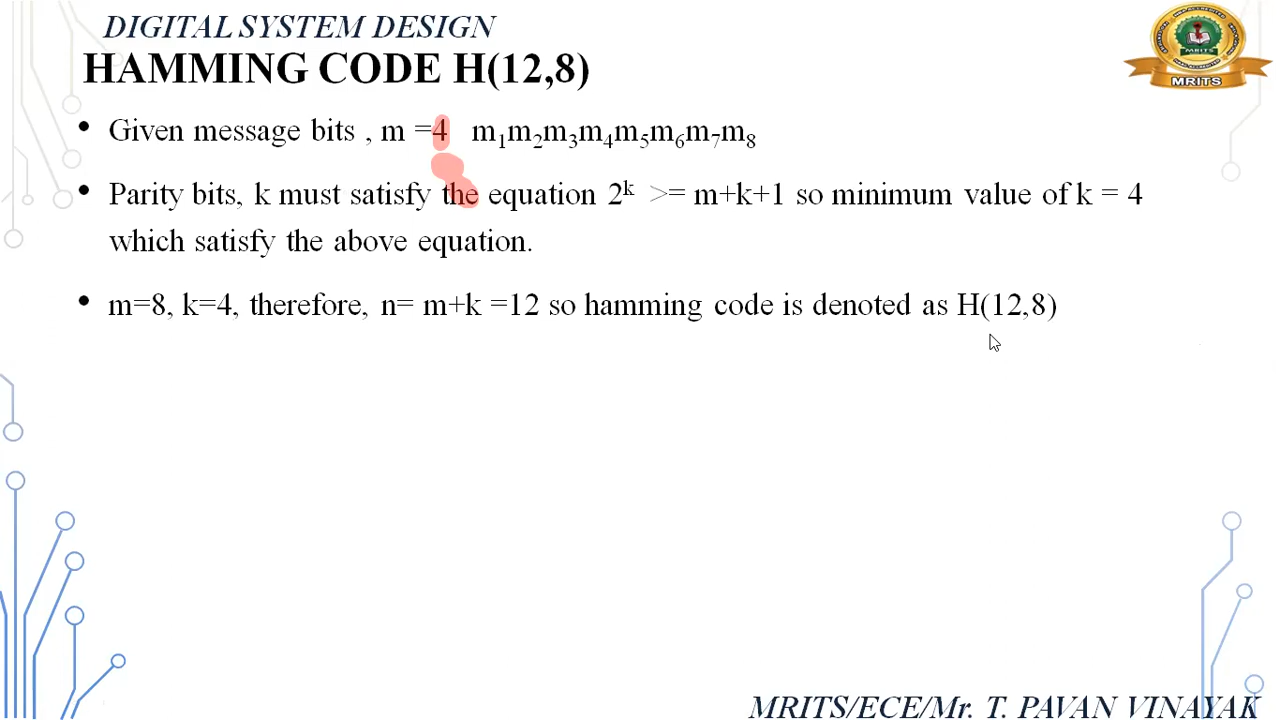 DIGITAL SYSTEM DESIGN
HAMMING CODE H(12,8)
MRITS
• Given message bits , m =4 m₁m₂m₃m₄m₅m₆m₇m₈
• Parity bits, k must satisfy the equation 2ᵏ >= m+k+1 so minimum value of k = 4
which satisfy the above equation.
• m=8, k=4, therefore, n= m+k =12 so hamming code is denoted as H(12,8)
MRITS/ECE/Mr. T. PAVAN VINAYAK